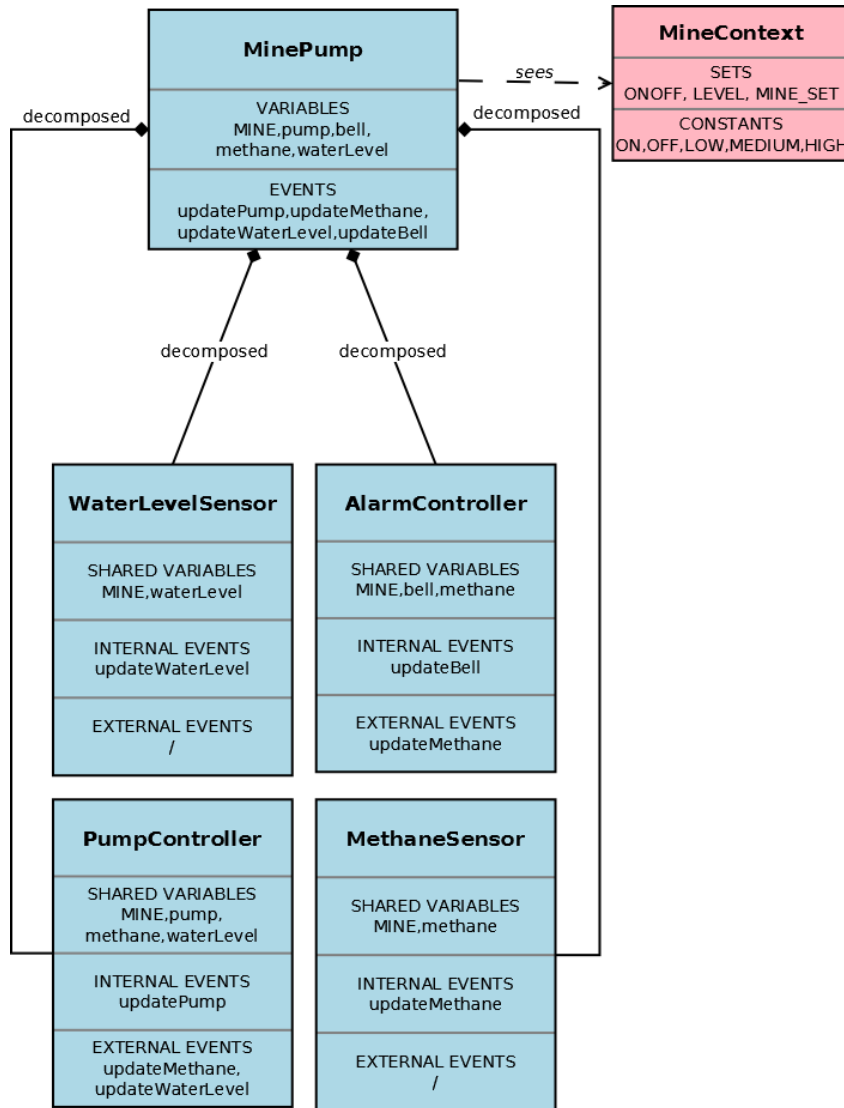 MinePump
VARIABLES
MINE,pump,bell,
methane,waterLevel
EVENTS
updatePump,updateMethane,
updateWaterLevel,updateBell
sees
MineContext
SETS
ONOFF, LEVEL, MINE_SET
CONSTANTS
ON,OFF,LOW,MEDIUM,HIGH
decomposed
decomposed
decomposed
decomposed
WaterLevelSensor
SHARED VARIABLES
MINE,waterLevel
INTERNAL EVENTS
updateWaterLevel
EXTERNAL EVENTS
/
AlarmController
SHARED VARIABLES
MINE,bell,methane
INTERNAL EVENTS
updateBell
EXTERNAL EVENTS
updateMethane
PumpController
SHARED VARIABLES
MINE,pump,
methane,waterLevel
INTERNAL EVENTS
updatePump
EXTERNAL EVENTS
updateMethane,
updateWaterLevel
MethaneSensor
SHARED VARIABLES
MINE,methane
INTERNAL EVENTS
updateMethane
EXTERNAL EVENTS
/